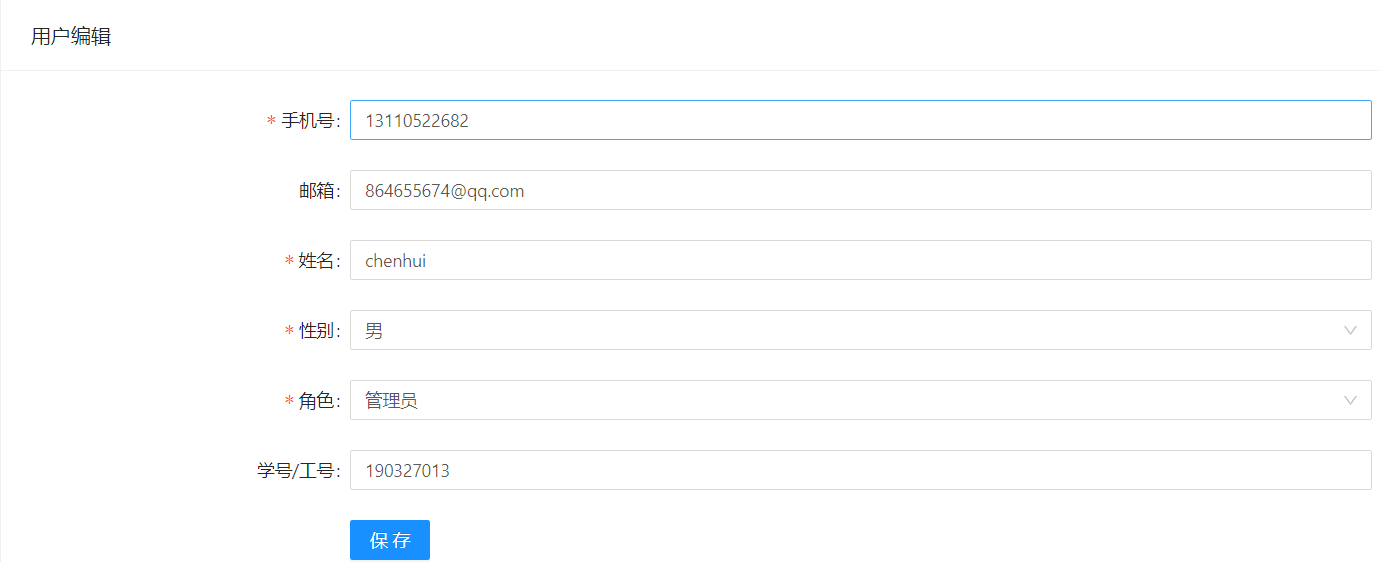 用户编辑
* 手机号: 13110522682
邮箱: 864655674@qq.com
* 姓名: chenhui
* 性别: 男
* 角色: 管理员
学号/工号: 190327013
保 存